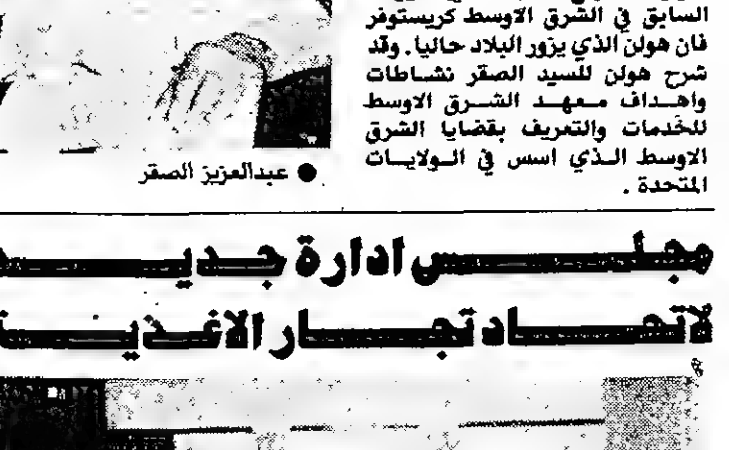 السابق في الشرق الاوسط كريستوفر
فان هولن الذي يزور البلاد حاليا. وقد
شرح هولن للسيد الصقر نشاطات
واهداف معهد الشرق الاوسط
للخدمات والتعريف بقضايا الشرق
الاوسط الذي اسس في الولايات
المتحدة .
● عبدالعزيز الصقر
مجلس ادارة جديد
لاتحاد تجار الاغذية